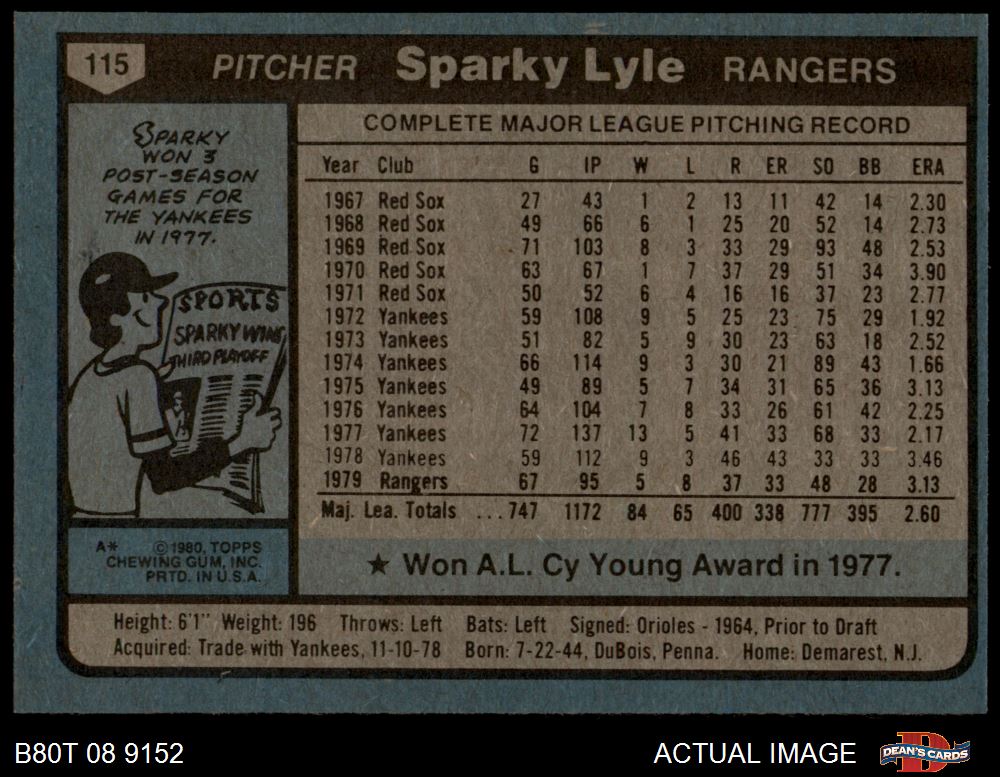 115 PITCHER Sparky Lyle RANGERS
SPARKY
WON 3
POST-SEASON
GAMES FOR
THE YANKEES
IN 1977.
SPORTS
SPARKY WINS
THIRD PLAYOFF
A* ©1980, TOPPS
CHEWING GUM, INC.
PRTD. IN U.S.A.
COMPLETE MAJOR LEAGUE PITCHING RECORD
Year Club G IP W L R ER SO BB ERA
1967 Red Sox 27 43 1 2 13 11 42 14 2.30
1968 Red Sox 49 66 6 1 25 20 52 14 2.73
1969 Red Sox 71 103 8 3 33 29 93 48 2.53
1970 Red Sox 63 67 1 7 37 29 51 34 3.90
1971 Red Sox 50 52 6 4 16 16 37 23 2.77
1972 Yankees 59 108 9 5 25 23 75 29 1.92
1973 Yankees 51 82 5 9 30 23 63 18 2.52
1974 Yankees 66 114 9 3 30 21 89 43 1.66
1975 Yankees 49 89 5 7 34 31 65 36 3.13
1976 Yankees 64 104 7 8 33 26 61 42 2.25
1977 Yankees 72 137 13 5 41 33 68 33 2.17
1978 Yankees 59 112 9 3 46 43 33 33 3.46
1979 Rangers 67 95 5 8 37 33 48 28 3.13
Maj. Lea. Totals ...747 1172 84 65 400 338 777 395 2.60
★ Won A.L. Cy Young Award in 1977.
Height: 6'1" Weight: 196 Throws: Left Bats: Left Signed: Orioles - 1964, Prior to Draft
Acquired: Trade with Yankees, 11-10-78 Born: 7-22-44, DuBois, Penna. Home: Demarest, N.J.
B80T 08 9152 ACTUAL IMAGE DEAN'S CARDS